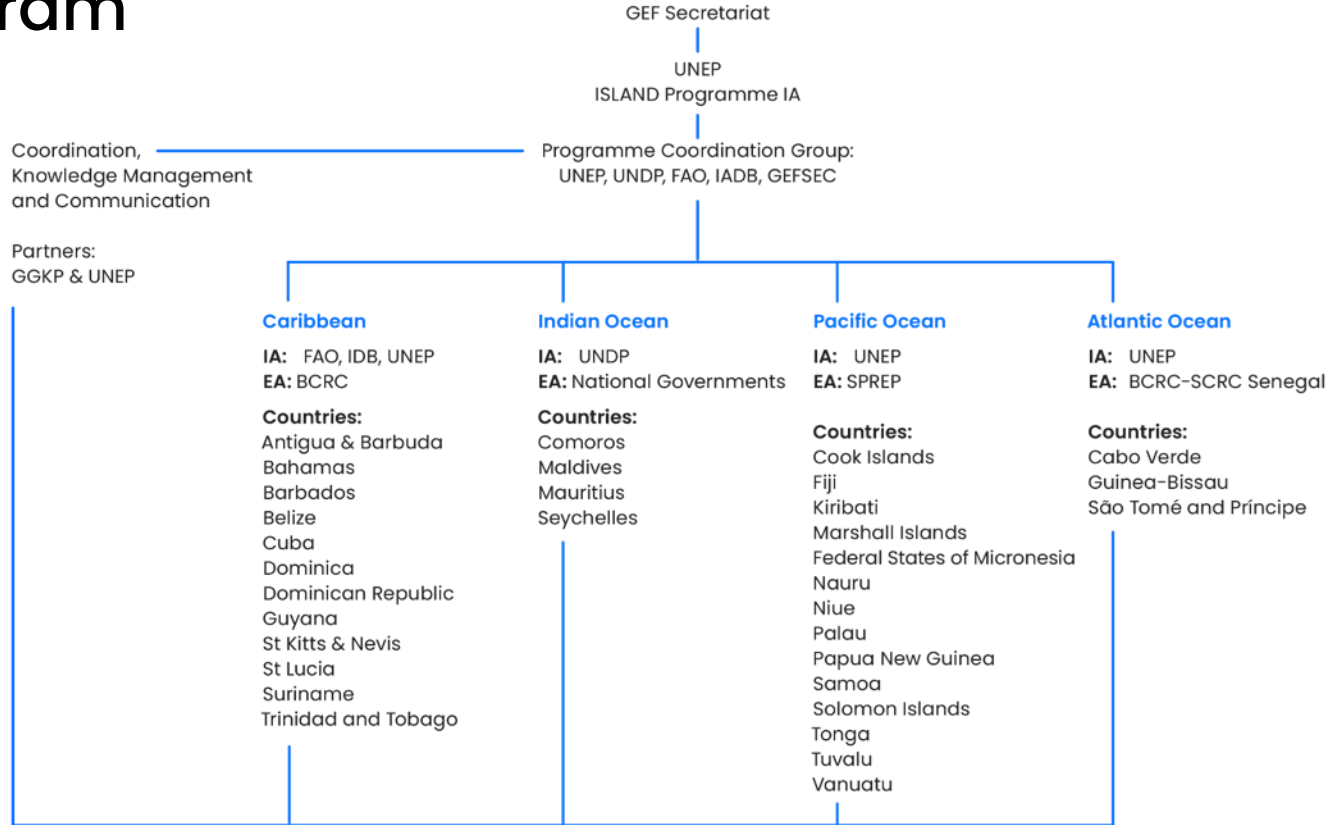 GEF Secretariat
UNEP
ISLAND Programme IA
Coordination,
Knowledge Management
and Communication
Partners:
GGKP & UNEP
Programme Coordination Group:
UNEP, UNDP, FAO, IADB, GEFSEC
Caribbean
IA: FAO, IDB, UNEP
EA: BCRC
Countries:
Antigua & Barbuda
Bahamas
Barbados
Belize
Cuba
Dominica
Dominican Republic
Guyana
St Kitts & Nevis
St Lucia
Suriname
Trinidad and Tobago
Indian Ocean
IA: UNDP
EA: National Governments
Countries:
Comoros
Maldives
Mauritius
Seychelles
Pacific Ocean
IA: UNEP
EA: SPREP
Countries:
Cook Islands
Fiji
Kiribati
Marshall Islands
Federal States of Micronesia
Nauru
Niue
Palau
Papua New Guinea
Samoa
Solomon Islands
Tonga
Tuvalu
Vanuatu
Atlantic Ocean
IA: UNEP
EA: BCRC-SCRC Senegal
Countries:
Cabo Verde
Guinea-Bissau
São Tomé and Príncipe